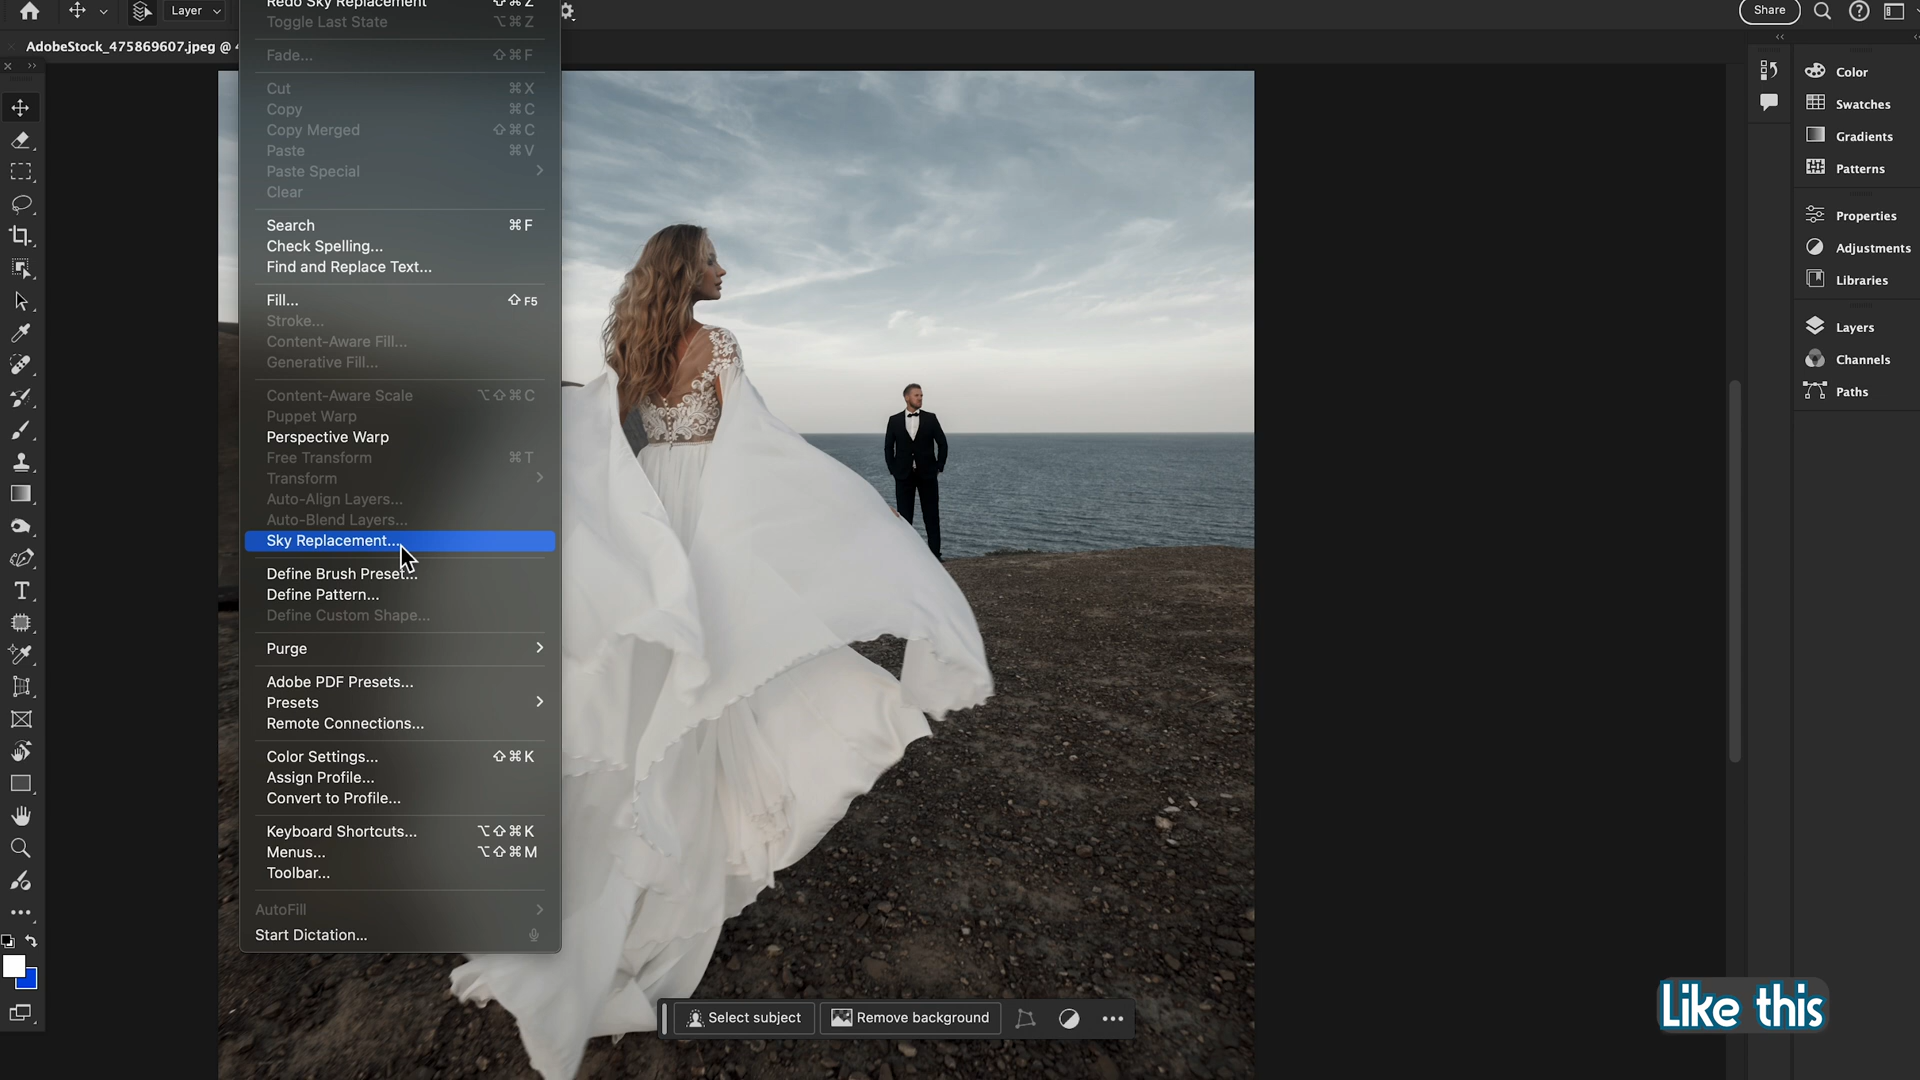 Layer
Share
AdobeStock_475869607.jpeg @
Redo Sky Replacement ⇧⌘Z
Toggle Last State ⌥⌘Z
Fade... ⇧⌘F
Cut ⌘X
Copy ⌘C
Copy Merged ⇧⌘C
Paste ⌘V
Paste Special
Clear
Search ⌘F
Check Spelling...
Find and Replace Text...
Fill... ⇧F5
Stroke...
Content-Aware Fill...
Generative Fill...
Content-Aware Scale ⌥⇧⌘C
Puppet Warp
Perspective Warp
Free Transform ⌘T
Transform
Auto-Align Layers...
Auto-Blend Layers...
Sky Replacement...
Define Brush Preset...
Define Pattern...
Define Custom Shape...
Purge
Adobe PDF Presets...
Presets
Remote Connections...
Color Settings... ⇧⌘K
Assign Profile...
Convert to Profile...
Keyboard Shortcuts... ⌥⇧⌘K
Menus... ⌥⇧⌘M
Toolbar...
AutoFill
Start Dictation...
Select subject
Remove background
Color
Swatches
Gradients
Patterns
Properties
Adjustments
Libraries
Layers
Channels
Paths
Like this